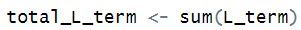 total_L_term <- sum(L_term)